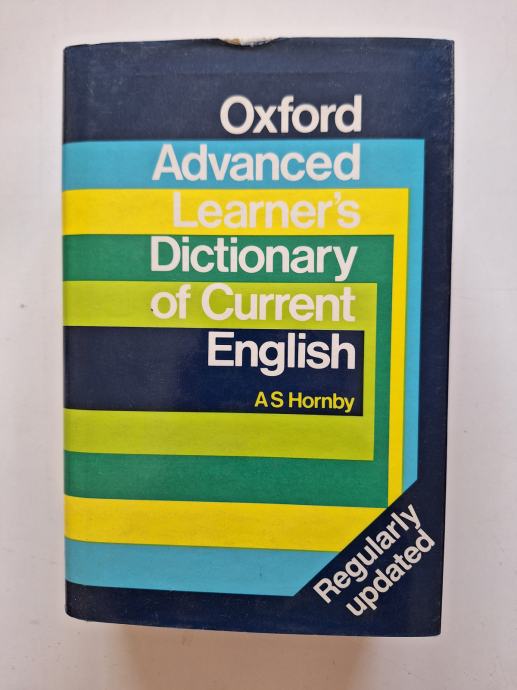 Oxford
Advanced
Learner's
Dictionary
of Current
English
A S Hornby
Regularly
updated